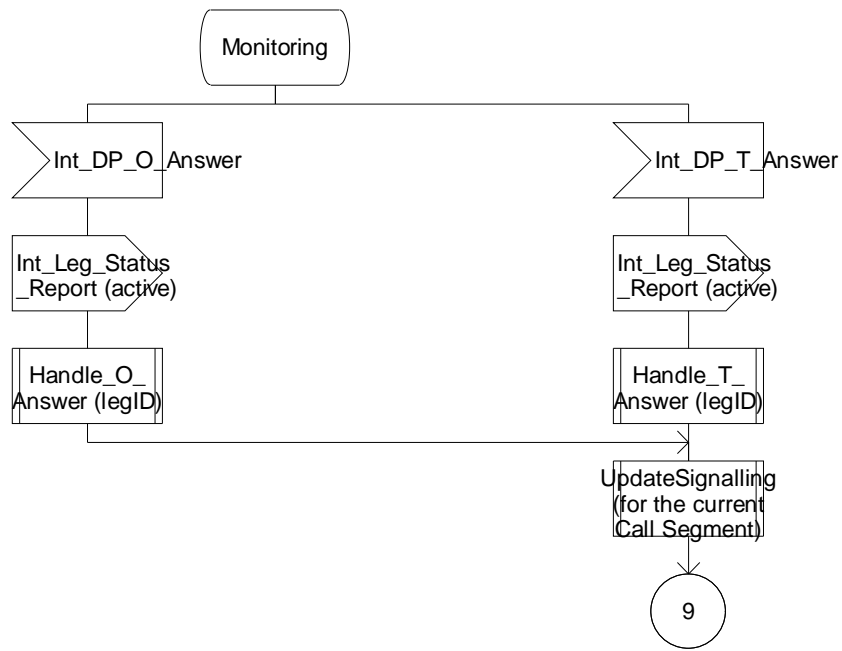 Monitoring
Int_DP_O_Answer
Int_DP_T_Answer
Int_Leg_Status
_Report (active)
Int_Leg_Status
_Report (active)
Handle_O_
Answer (legID)
Handle_T_
Answer (legID)
UpdateSignalling
(for the current
Call Segment)
9